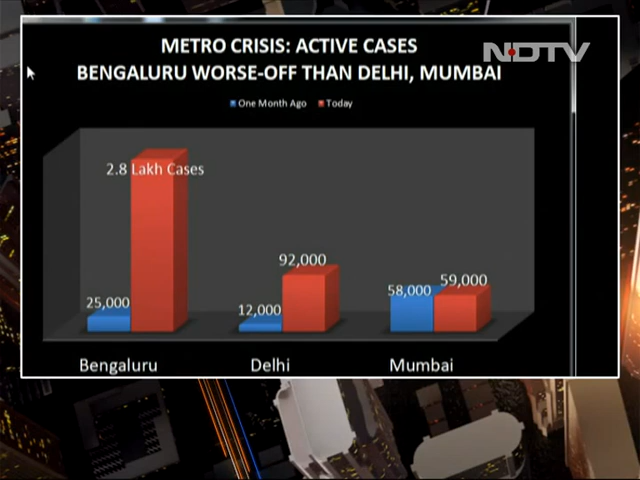 METRO CRISIS: ACTIVE CASES
NDTV
BENGALURU WORSE-OFF THAN DELHI, MUMBAI
One Month Ago Today
2.8 Lakh Cases
92,000
59,000
58,000
25,000
12,000
Bengaluru Delhi Mumbai